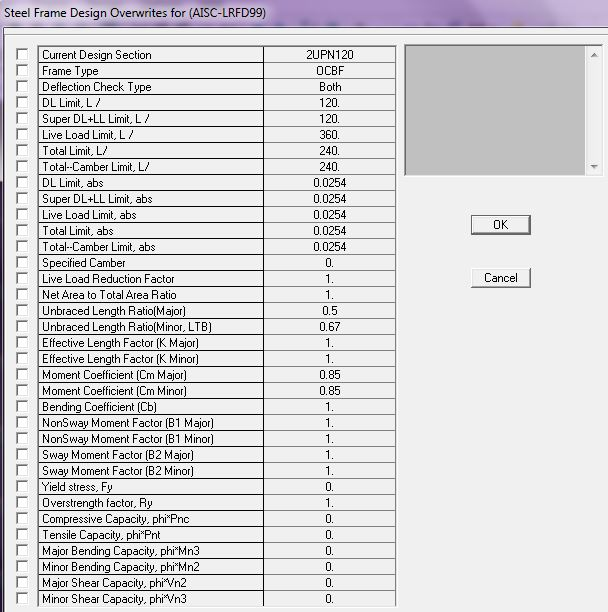 Steel Frame Design Overwrites for (AISC-LRFD99)
Current Design Section 2UPN120
Frame Type OCBF
Deflection Check Type Both
DL Limit, L / 120.
Super DL+LL Limit, L / 120.
Live Load Limit, L / 360.
Total Limit, L/ 240.
Total--Camber Limit, L/ 240.
DL Limit, abs 0.0254
Super DL+LL Limit, abs 0.0254
Live Load Limit, abs 0.0254
Total Limit, abs 0.0254
Total--Camber Limit, abs 0.0254
Specified Camber 0.
Live Load Reduction Factor 1.
Net Area to Total Area Ratio 1.
Unbraced Length Ratio(Major) 0.5
Unbraced Length Ratio(Minor, LTB) 0.67
Effective Length Factor (K Major) 1.
Effective Length Factor (K Minor) 1.
Moment Coefficient (Cm Major) 0.85
Moment Coefficient (Cm Minor) 0.85
Bending Coefficient (Cb) 1.
NonSway Moment Factor (B1 Major) 1.
NonSway Moment Factor (B1 Minor) 1.
Sway Moment Factor (B2 Major) 1.
Sway Moment Factor (B2 Minor) 1.
Yield stress, Fy 0.
Overstrength factor, Ry 1.
Compressive Capacity, phi*Pnc 0.
Tensile Capacity, phi*Pnt 0.
Major Bending Capacity, phi*Mn3 0.
Minor Bending Capacity, phi*Mn2 0.
Major Shear Capacity, phi*Vn2 0.
Minor Shear Capacity, phi*Vn3 0.
OK
Cancel